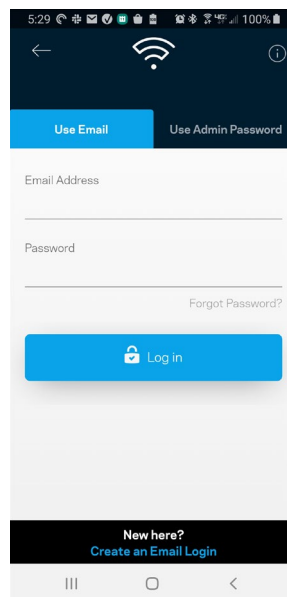 5:29 100%
Use Email Use Admin Password
Email Address
Password
Forgot Password?
Log in
New here?
Create an Email Login